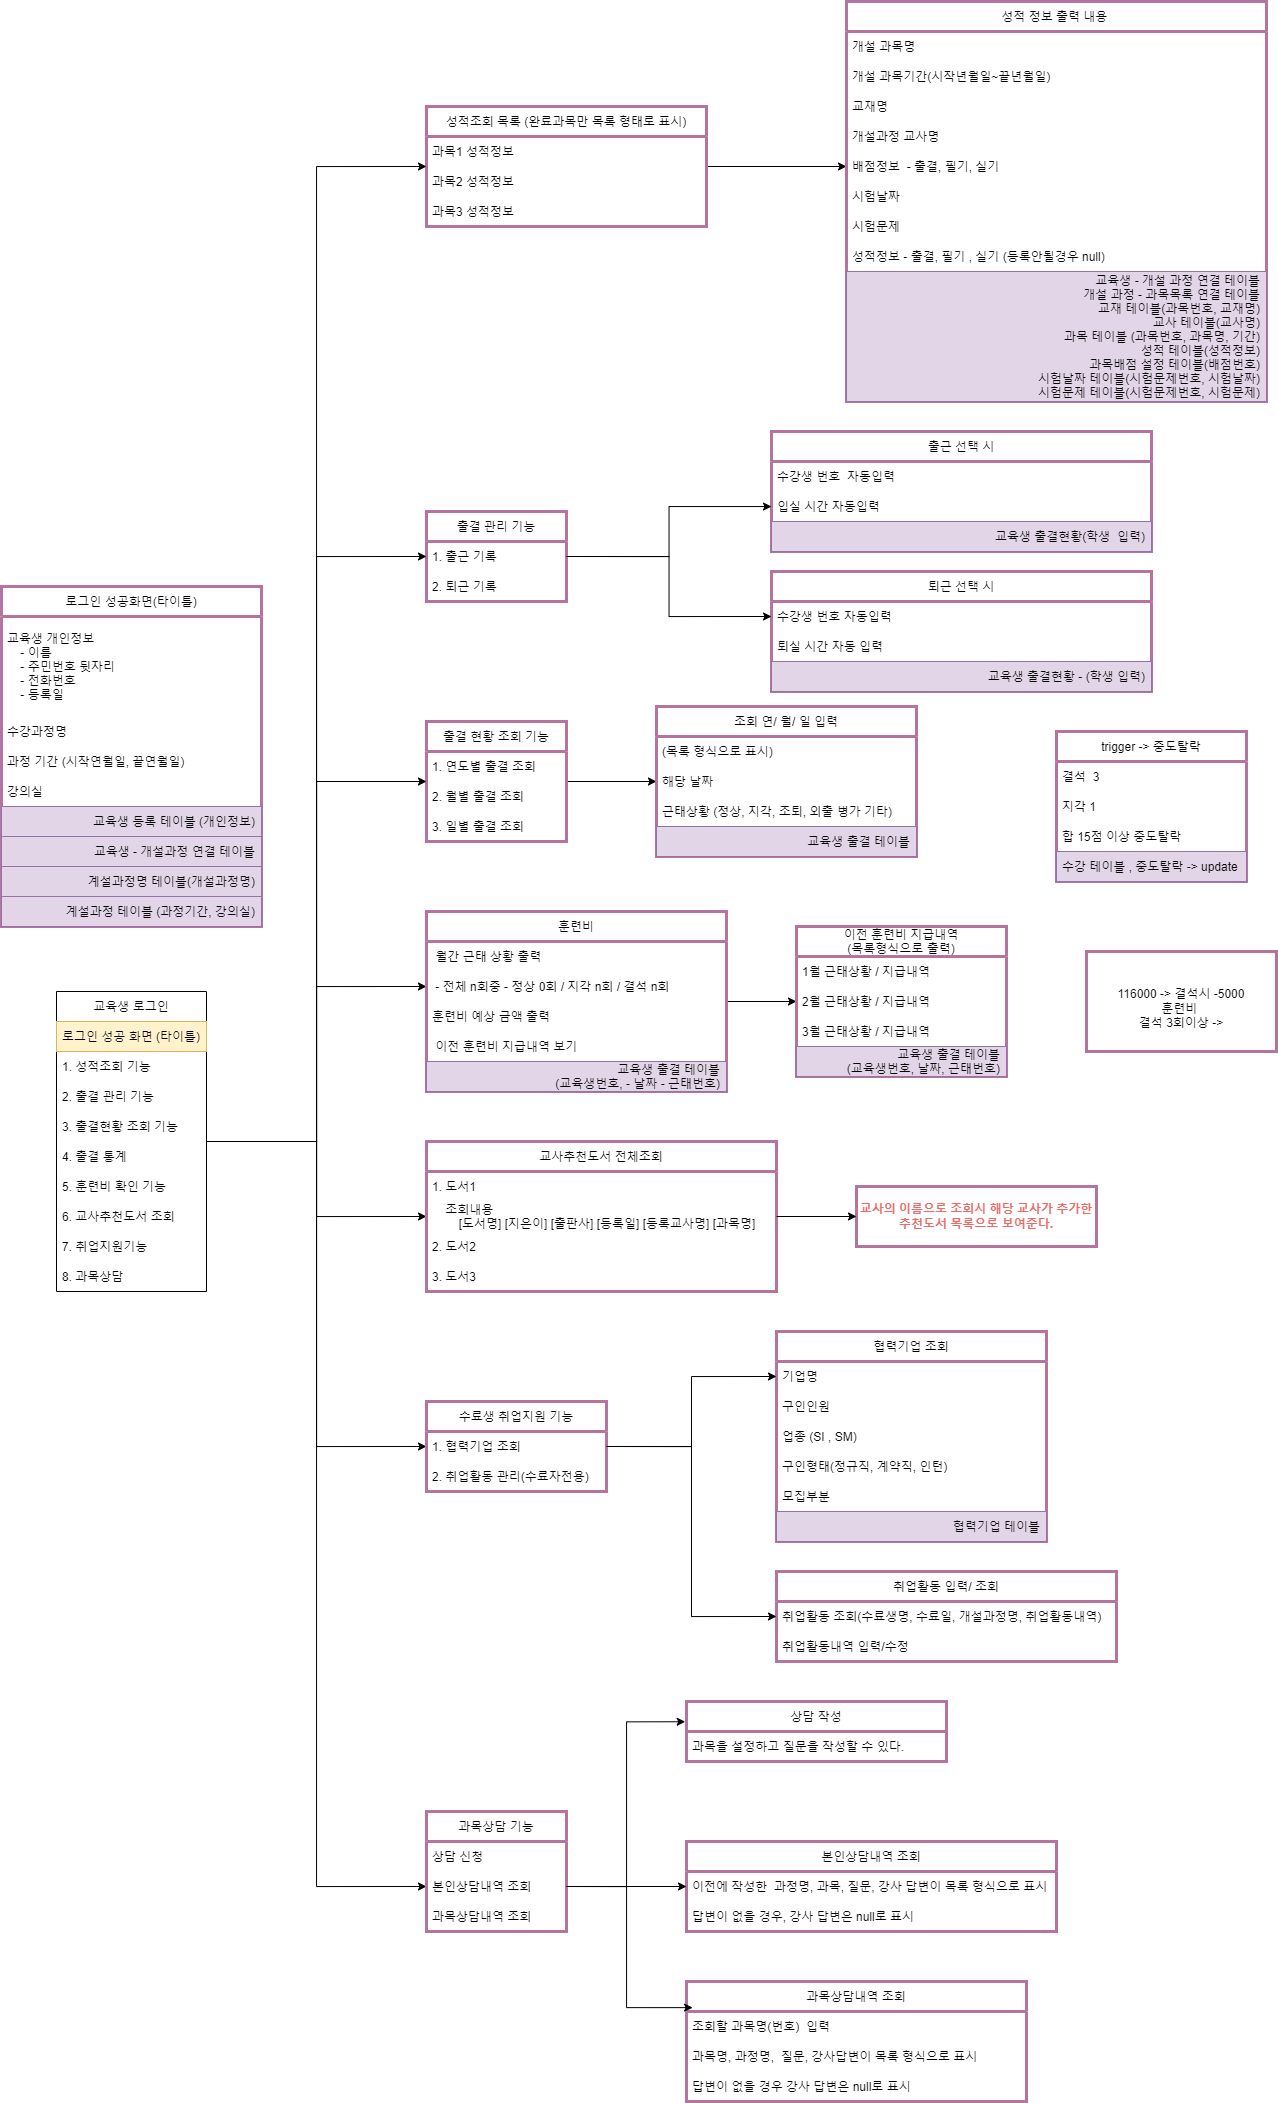 성적 정보 출력 내용
개설 과목명
개설 과목기간(시작년월일~끝년월일)
교재명
개설과정 교사명
배점정보  - 출결, 필기, 실기
시험날짜
시험문제
성적정보 - 출결, 필기 , 실기 (등록안될경우 null)
교육생 - 개설 과정 연결 테이블
개설 과정 - 과목목록 연결 테이블
교재 테이블(과목번호, 교재명)
교사 테이블(교사명)
과목 테이블 (과목번호, 과목명, 기간)
성적 테이블(성적정보)
과목배점 설정 테이블(배점번호)
시험날짜 테이블(시험문제번호, 시험날짜)
시험문제 테이블(시험문제번호, 시험문제)
성적조회 목록 (완료과목만 목록 형태로 표시)
과목1 성적정보
과목2 성적정보
과목3 성적정보
출근 선택 시
수강생 번호  자동입력
입실 시간 자동입력
교육생 출결현황(학생  입력)
출결 관리 기능
1. 출근 기록
2. 퇴근 기록
퇴근 선택 시
수강생 번호 자동입력
퇴실 시간 자동 입력
교육생 출결현황 - (학생 입력)
로그인 성공화면(타이틀)
교육생 개인정보
- 이름
- 주민번호 뒷자리
- 전화번호
- 등록일
수강과정명
과정 기간 (시작연월일, 끝연월일)
강의실
교육생 등록 테이블 (개인정보)
교육생 - 개설과정 연결 테이블
계설과정명 테이블(개설과정명)
계설과정 테이블 (과정기간, 강의실)
출결 현황 조회 기능
1. 연도별 출결 조회
2. 월별 출결 조회
3. 일별 출결 조회
조회 연/ 월/ 일 입력
(목록 형식으로 표시)
해당 날짜
근태상황 (정상, 지각, 조퇴, 외출 병가 기타)
교육생 출결 테이블
trigger -> 중도탈락
결석  3
지각 1
합 15점 이상 중도탈락
수강 테이블 , 중도탈락 -> update
훈련비
월간 근태 상황 출력
- 전체 n회중 - 정상 0회 / 지각 n회 / 결석 n회
훈련비 예상 금액 출력
이전 훈련비 지급내역 보기
교육생 출결 테이블
(교육생번호, - 날짜 - 근태번호)
이전 훈련비 지급내역
(목록형식으로 출력)
1월 근태상황 / 지급내역
2월 근태상황 / 지급내역
3월 근태상황 / 지급내역
교육생 출결 테이블
(교육생번호, 날짜, 근태번호)
116000 -> 결석시 -5000
훈련비
결석 3회이상 ->
교육생 로그인
로그인 성공 화면 (타이틀)
1. 성적조회 기능
2. 출결 관리 기능
3. 출결현황 조회 기능
4. 출결 통계
5. 훈련비 확인 기능
6. 교사추천도서 조회
7. 취업지원기능
8. 과목상담
교사추천도서 전체조회
1. 도서1
조회내용
[도서명] [지은이] [출판사] [등록일] [등록교사명] [과목명]
2. 도서2
3. 도서3
교사의 이름으로 조회시 해당 교사가 추가한
추천도서 목록으로 보여준다.
수료생 취업지원 기능
1. 협력기업 조회
2. 취업활동 관리(수료자전용)
협력기업 조회
기업명
구인인원
업종 (SI , SM)
구인형태(정규직, 계약직, 인턴)
모집부분
협력기업 테이블
취업활동 입력/ 조회
취업활동 조회(수료생명, 수료일, 개설과정명, 취업활동내역)
취업활동내역 입력/수정
상담 작성
과목을 설정하고 질문을 작성할 수 있다.
과목상담 기능
상담 신청
본인상담내역 조회
과목상담내역 조회
본인상담내역 조회
이전에 작성한  과정명, 과목, 질문, 강사 답변이 목록 형식으로 표시
답변이 없을 경우, 강사 답변은 null로 표시
과목상담내역 조회
조회할 과목명(번호)  입력
과목명, 과정명,  질문, 강사답변이 목록 형식으로 표시
답변이 없을 경우 강사 답변은 null로 표시